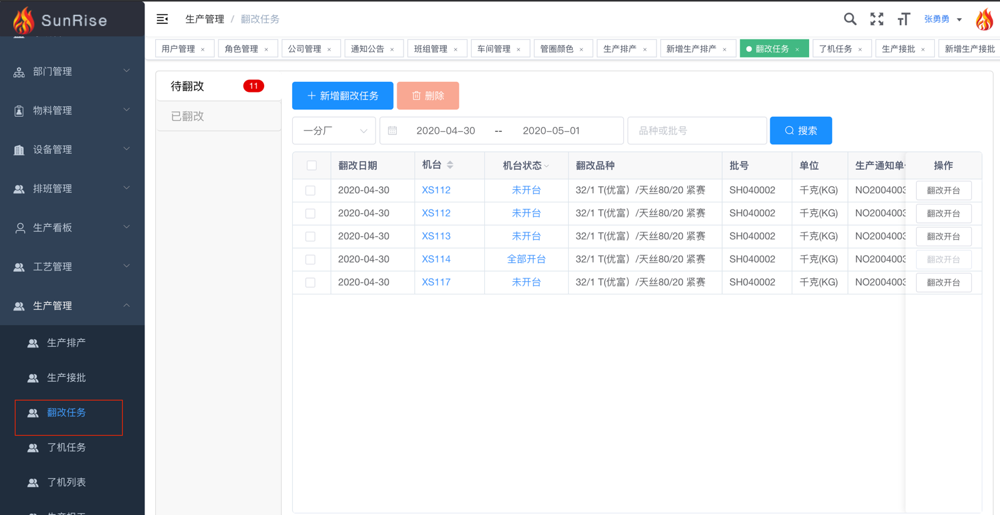 SunRise
生产管理 / 翻改任务
张勇勇
用户管理 ×
角色管理 ×
公司管理 ×
通知公告 ×
班组管理 ×
车间管理 ×
管圈颜色 ×
生产排产 ×
新增生产排产 ×
翻改任务 ×
了机任务 ×
生产接批 ×
新增生产接批
部门管理
物料管理
设备管理
排班管理
生产看板
工艺管理
生产管理
生产排产
生产接批
翻改任务
了机任务
了机列表
待翻改 11
已翻改
新增翻改任务
删除
一分厂
2020-04-30 -- 2020-05-01
品种或批号
搜索
翻改日期 机台 机台状态 翻改品种 批号 单位 生产通知单 操作
2020-04-30 XS112 未开台 32/1 T(优富）/天丝80/20 紧赛 SH040002 千克(KG) NO2004003 翻改开台
2020-04-30 XS112 未开台 32/1 T(优富）/天丝80/20 紧赛 SH040002 千克(KG) NO2004003 翻改开台
2020-04-30 XS113 未开台 32/1 T(优富）/天丝80/20 紧赛 SH040002 千克(KG) NO2004003 翻改开台
2020-04-30 XS114 全部开台 32/1 T(优富）/天丝80/20 紧赛 SH040002 千克(KG) NO2004003 翻改开台
2020-04-30 XS117 未开台 32/1 T(优富）/天丝80/20 紧赛 SH040002 千克(KG) NO2004003 翻改开台